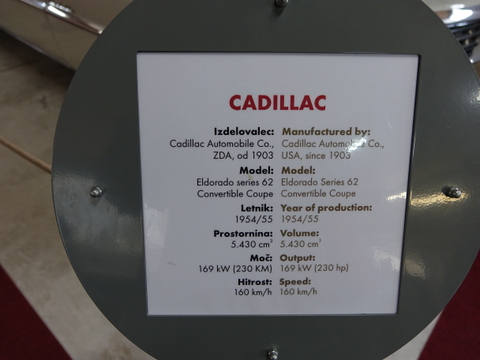 CADILLAC
Izdelovalec: Manufactured by:
Cadillac Automobile Co., Cadillac Automobile Co.,
ZDA, od 1903 USA, since 1903
Model: Model:
Eldorado series 62 Eldorado series 62
Convertible Coupe Convertible Coupe
Letnik: Year of production:
1954/55 1954/55
Prostornina: Volume:
5.430 cm³ 5.430 cm³
Moč: Output:
169 kW (230 KM) 169 kW (230 hp)
Hitrost: Speed:
160 km/h 160 km/h